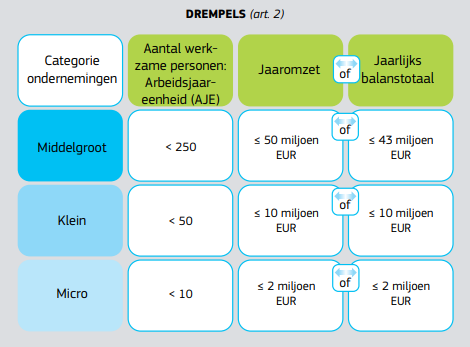 DREMPELS (art. 2)
Categorie
ondernemingen
Aantal werk-
zame personen:
Arbeidsjaar-
eenheid (AJE)
Jaaromzet
of
Jaarlijks
balanstotaal
Middelgroot
< 250
≤ 50 miljoen
EUR
of
≤ 43 miljoen
EUR
Klein
< 50
≤ 10 miljoen
EUR
of
≤ 10 miljoen
EUR
Micro
< 10
≤ 2 miljoen
EUR
of
≤ 2 miljoen
EUR